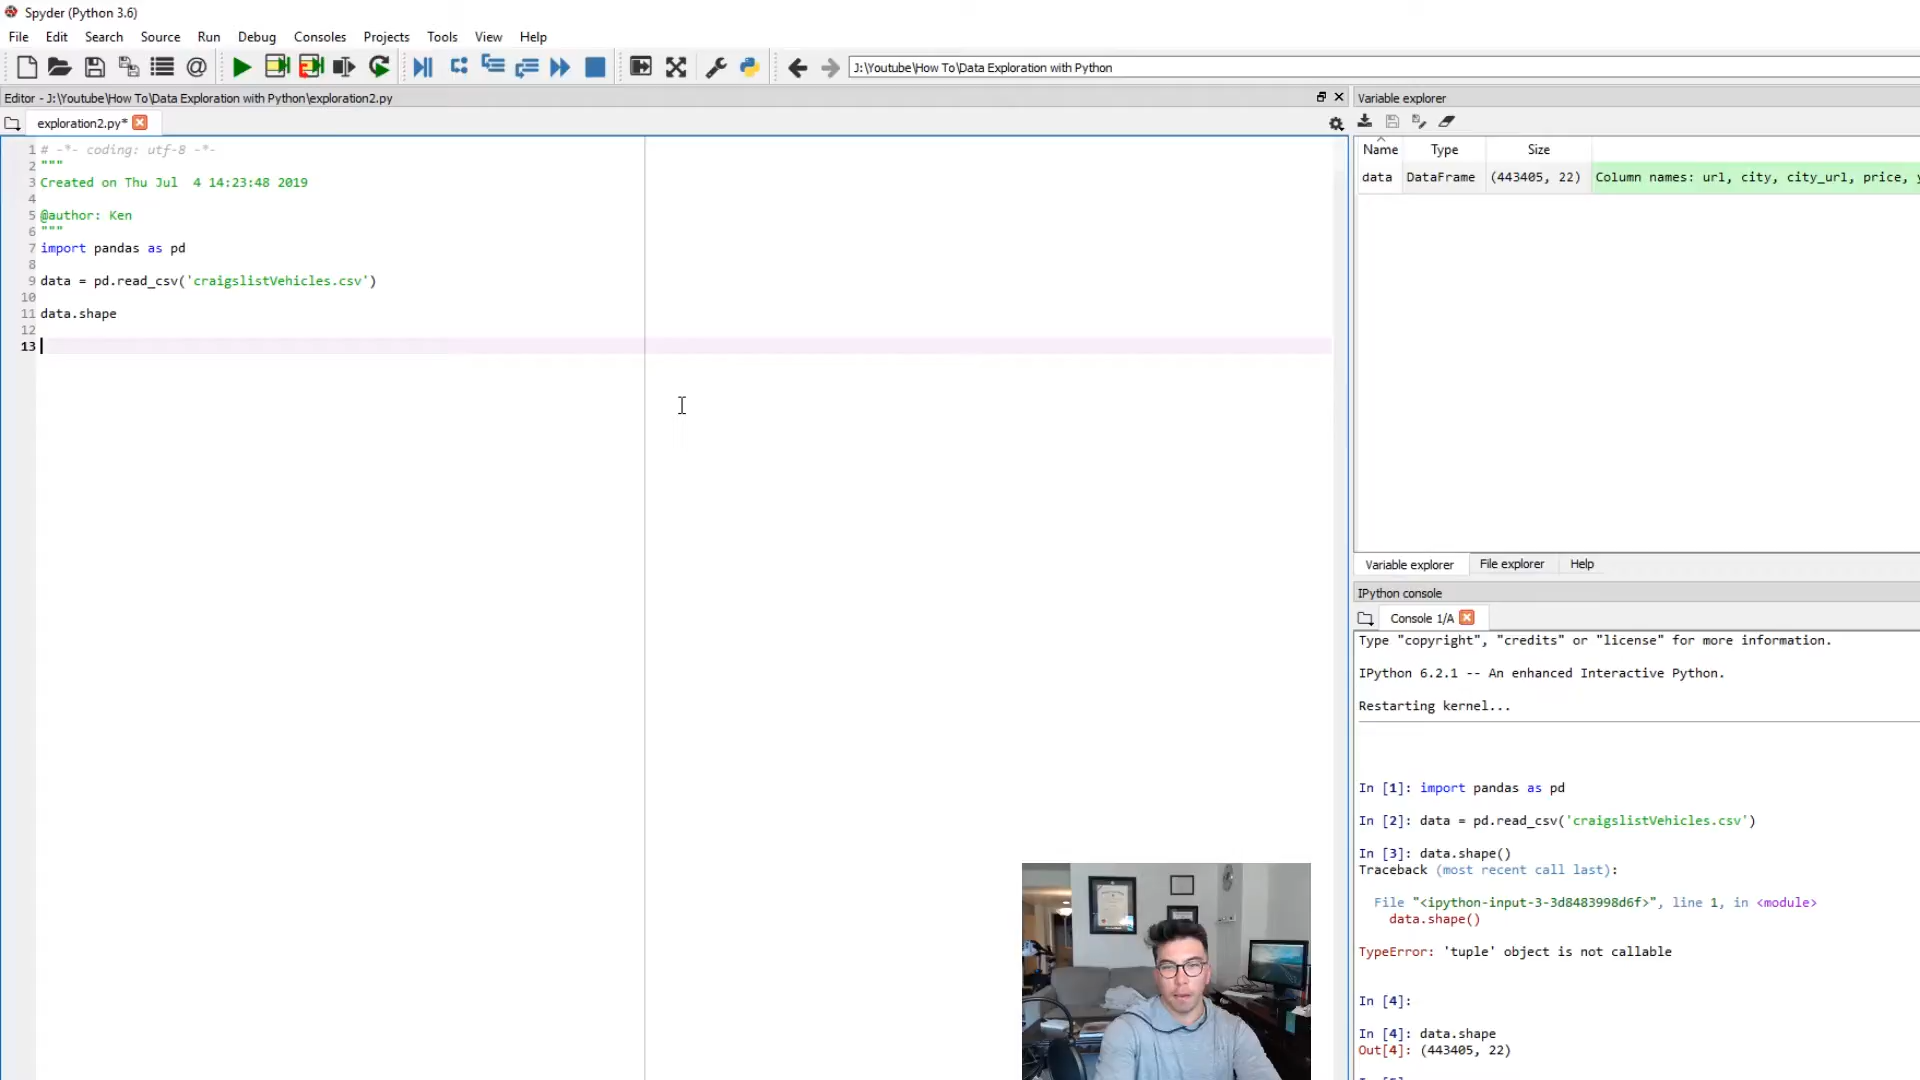 Spyder (Python 3.6)
File Edit Search Source Run Debug Consoles Projects Tools View Help
J:\Youtube\How To\Data Exploration with Python
Editor - J:\Youtube\How To\Data Exploration with Python\exploration2.py
exploration2.py*
1 # -*- coding: utf-8 -*-
2 """
3 Created on Thu Jul  4 14:23:48 2019
4
5 @author: Ken
6 """
7 import pandas as pd
8
9 data = pd.read_csv('craigslistVehicles.csv')
10
11 data.shape
12
13
Variable explorer
Name Type Size
data DataFrame (443405, 22) Column names: url, city, city_url, price,
Variable explorer File explorer Help
IPython console
Console 1/A
Type "copyright", "credits" or "license" for more information.
IPython 6.2.1 -- An enhanced Interactive Python.
Restarting kernel...
In [1]: import pandas as pd
In [2]: data = pd.read_csv('craigslistVehicles.csv')
In [3]: data.shape()
Traceback (most recent call last):
File "<ipython-input-3-3d8483998d6f>", line 1, in <module>
data.shape()
TypeError: 'tuple' object is not callable
In [4]:
In [4]: data.shape
Out[4]: (443405, 22)